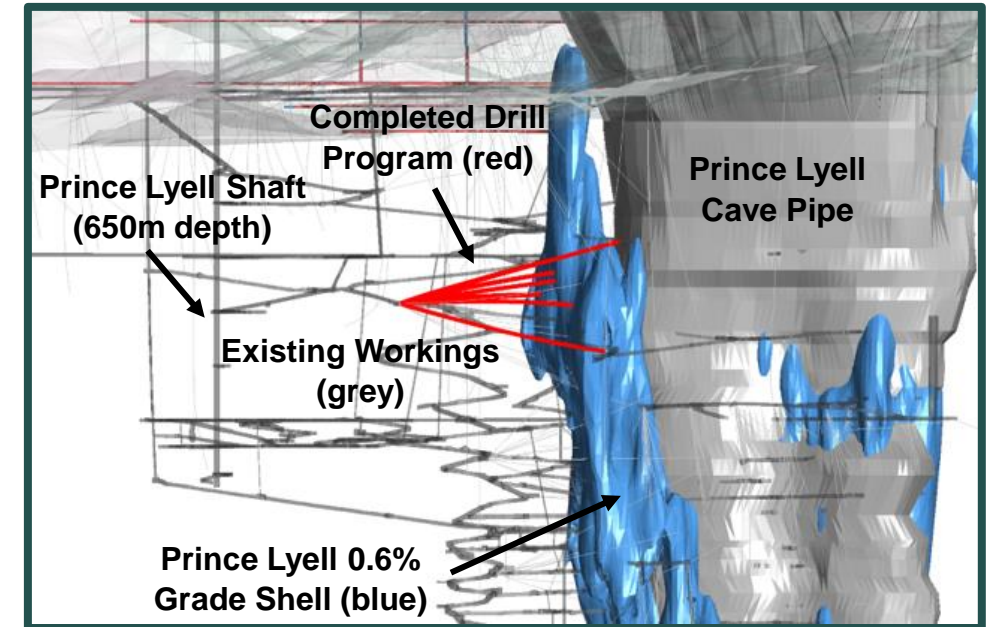 Completed Drill
Program (red)
Prince Lyell Shaft
(650m depth)
Prince Lyell
Cave Pipe
Existing Workings
(grey)
Prince Lyell 0.6%
Grade Shell (blue)